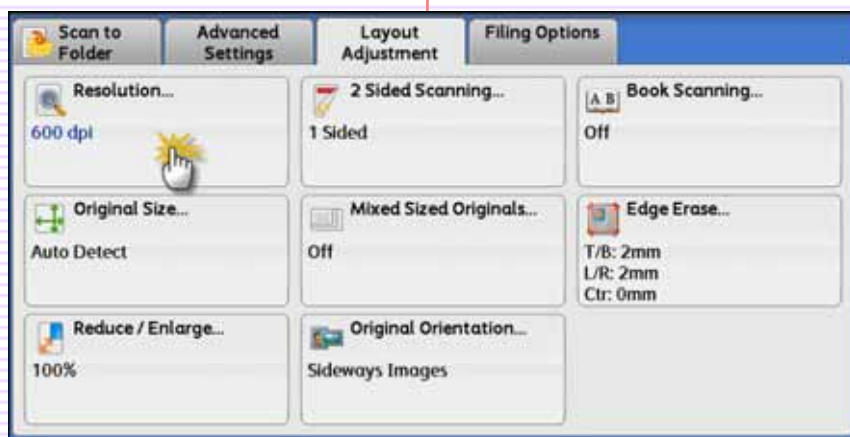 Scan to
Folder
Advanced
Settings
Layout
Adjustment
Filing Options
Resolution...
600 dpi
2 Sided Scanning...
1 Sided
A B
Book Scanning...
Off
Original Size...
Auto Detect
Mixed Sized Originals...
Off
Edge Erase...
T/B: 2mm
L/R: 2mm
Ctr: 0mm
Reduce / Enlarge...
100%
Original Orientation...
Sideways Images